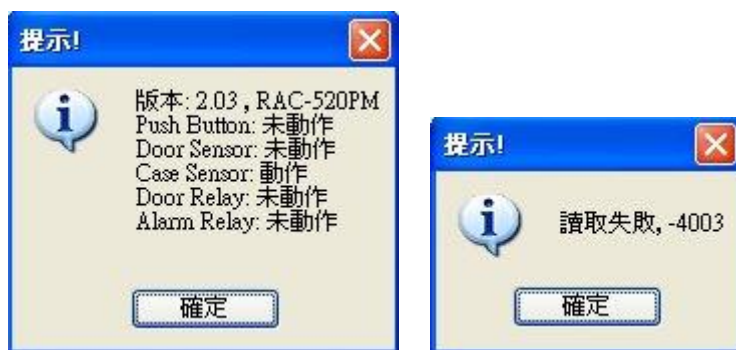 提示!
版本: 2.03 , RAC-520PM
Push Button: 未動作
Door Sensor: 未動作
Case Sensor: 動作
Door Relay: 未動作
Alarm Relay: 未動作
確定
提示!
讀取失敗, -4003
確定